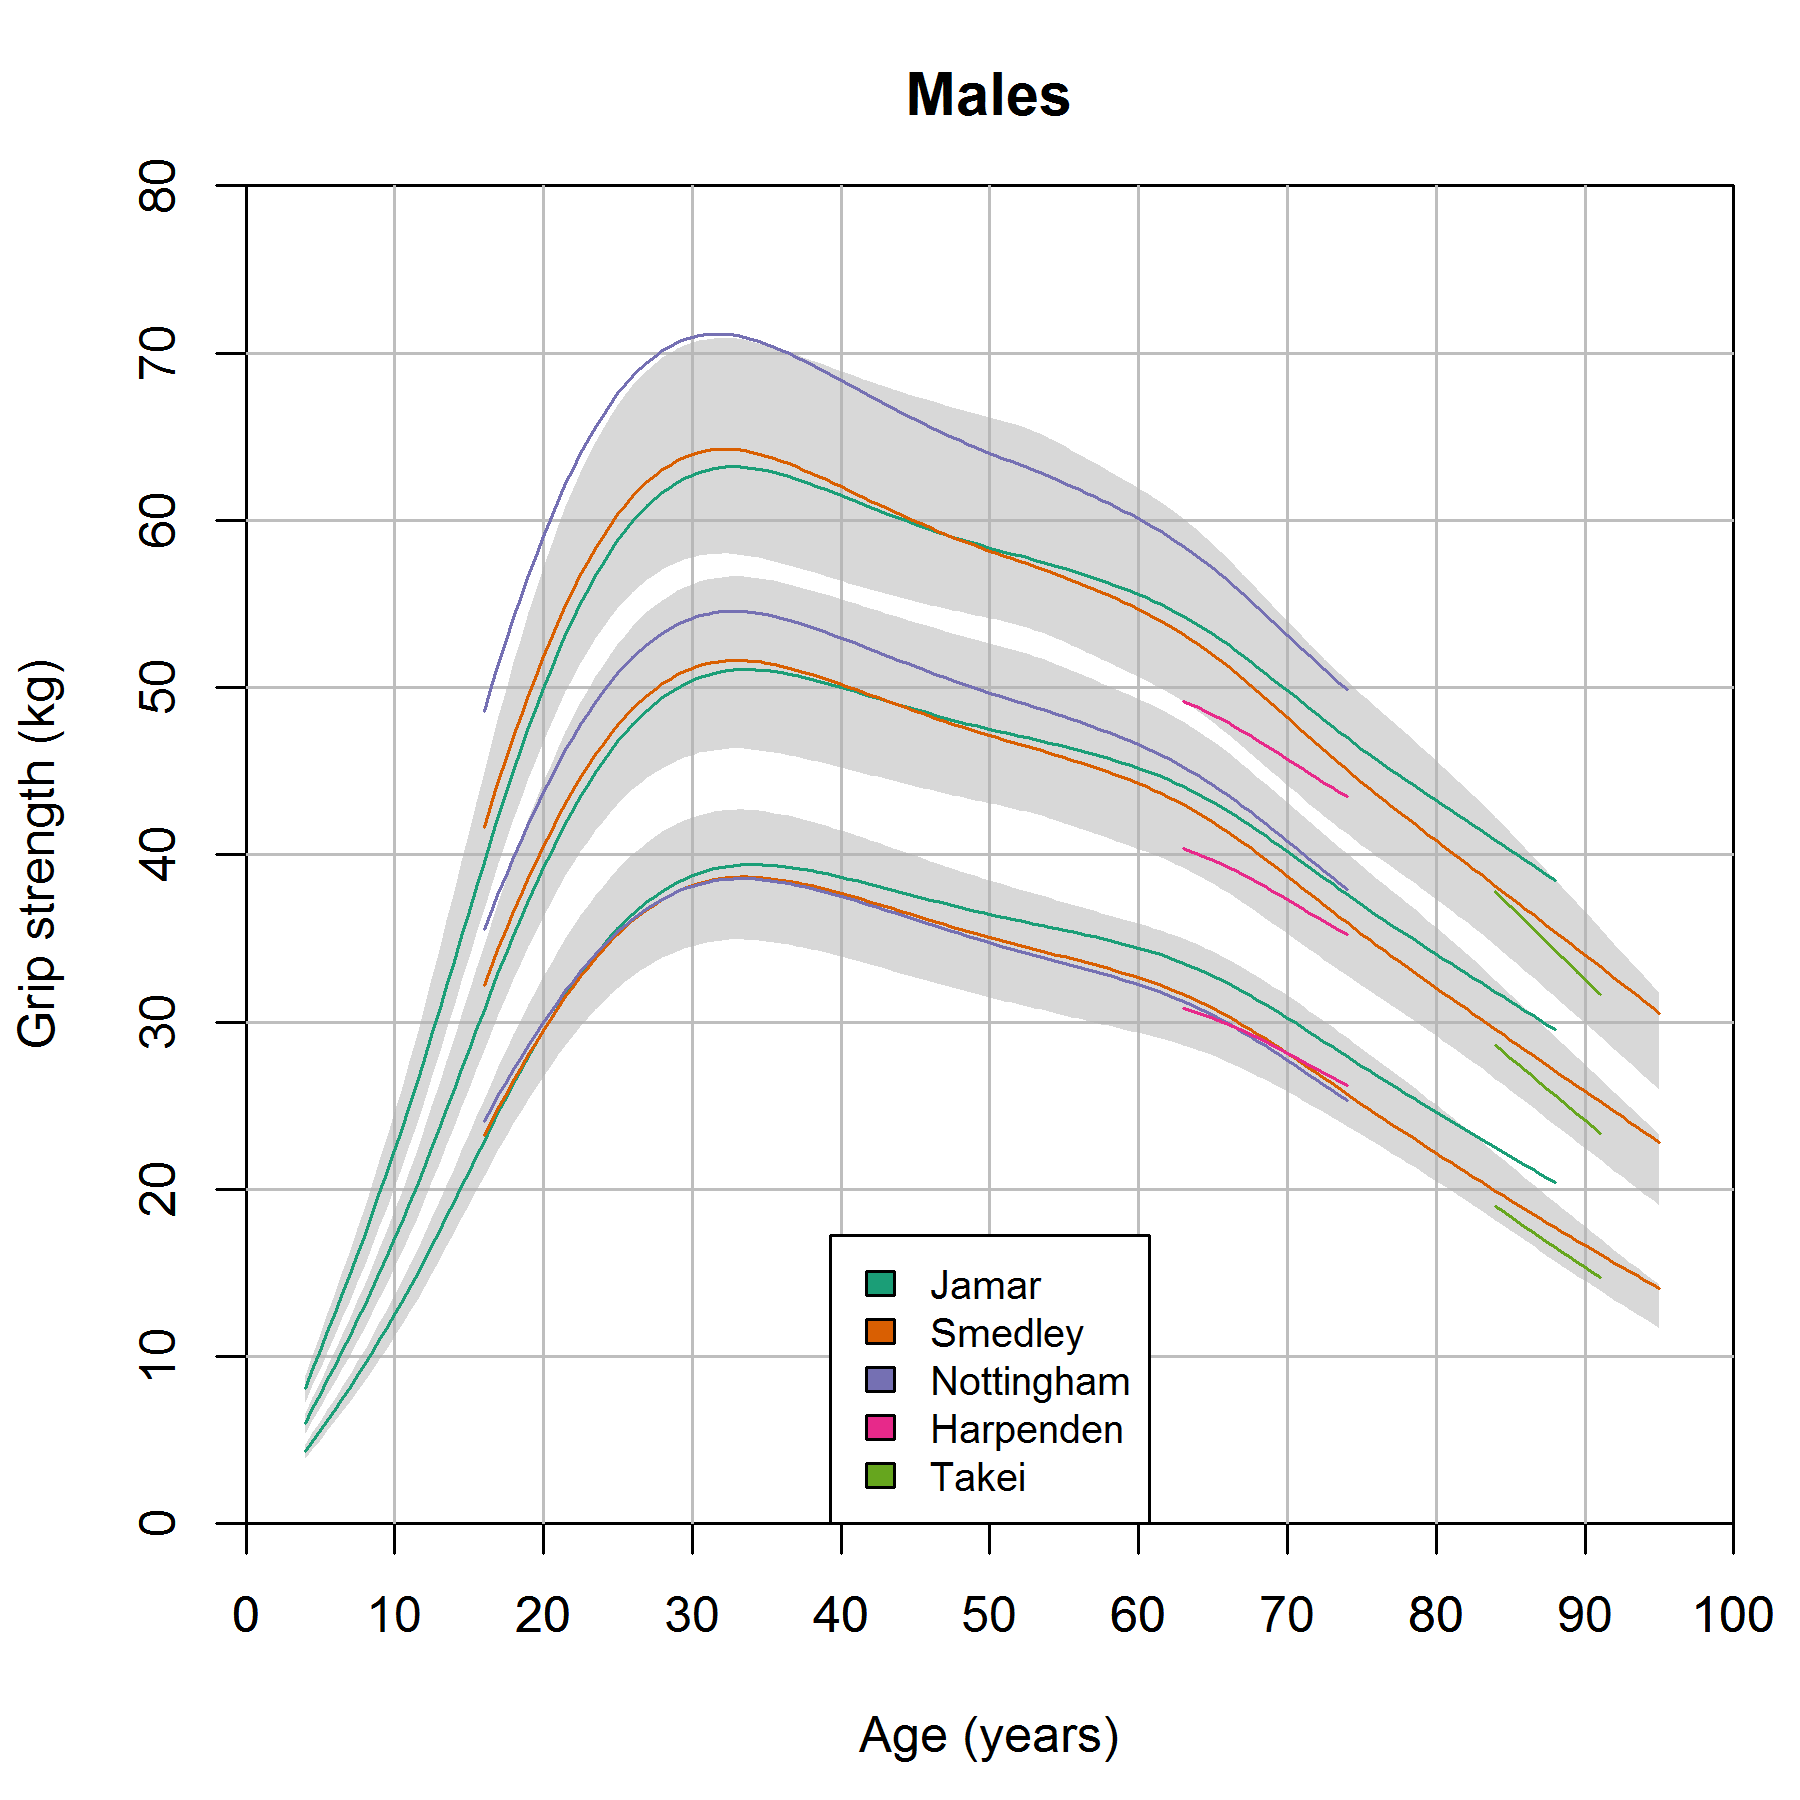 Males
Grip strength (kg)
80
70
60
50
40
30
20
10
0
Jamar
Smedley
Nottingham
Harpenden
Takei
0 10 20 30 40 50 60 70 80 90 100
Age (years)